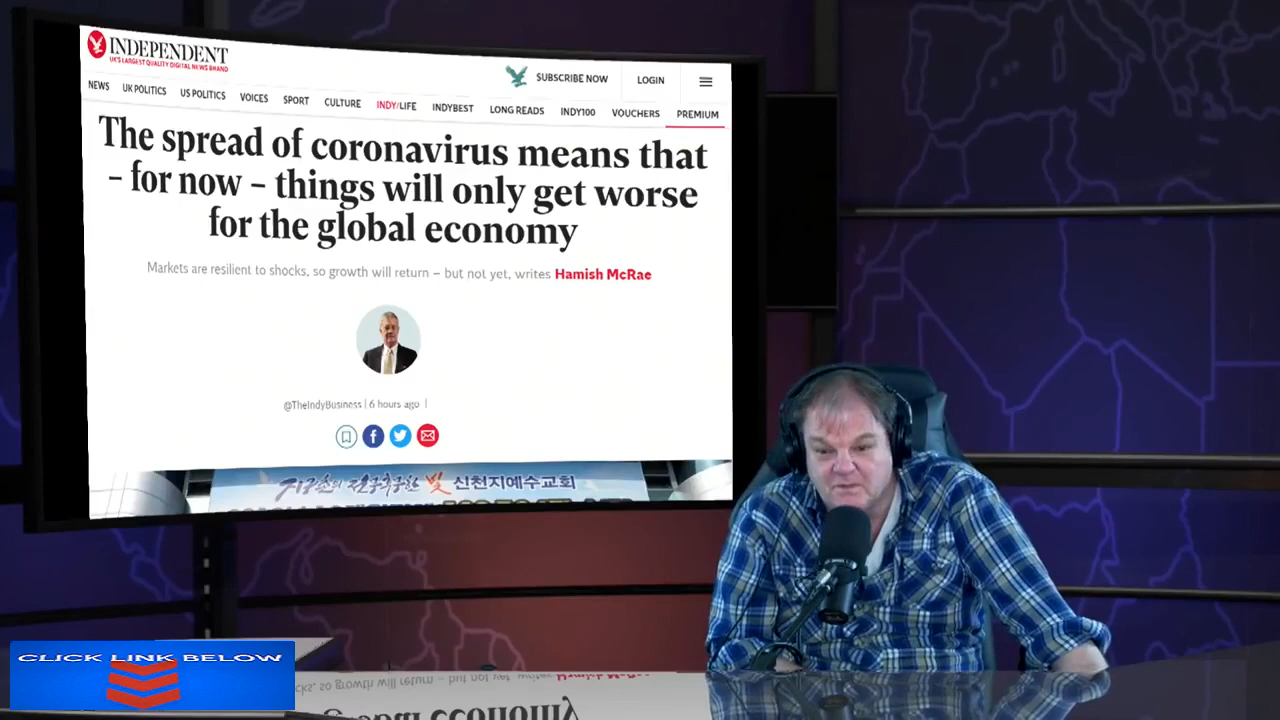 INDEPENDENT
UK'S LARGEST QUALITY DIGITAL NEWS BRAND
SUBSCRIBE NOW
LOGIN
NEWS UK POLITICS US POLITICS VOICES SPORT CULTURE INDY/LIFE INDYBEST LONG READS INDY100 VOUCHERS PREMIUM
The spread of coronavirus means that
– for now – things will only get worse
for the global economy
Markets are resilient to shocks, so growth will return – but not yet, writes Hamish McRae
@TheIndyBusiness | 6 hours ago |
신천지예수교회
CLICK LINK BELOW